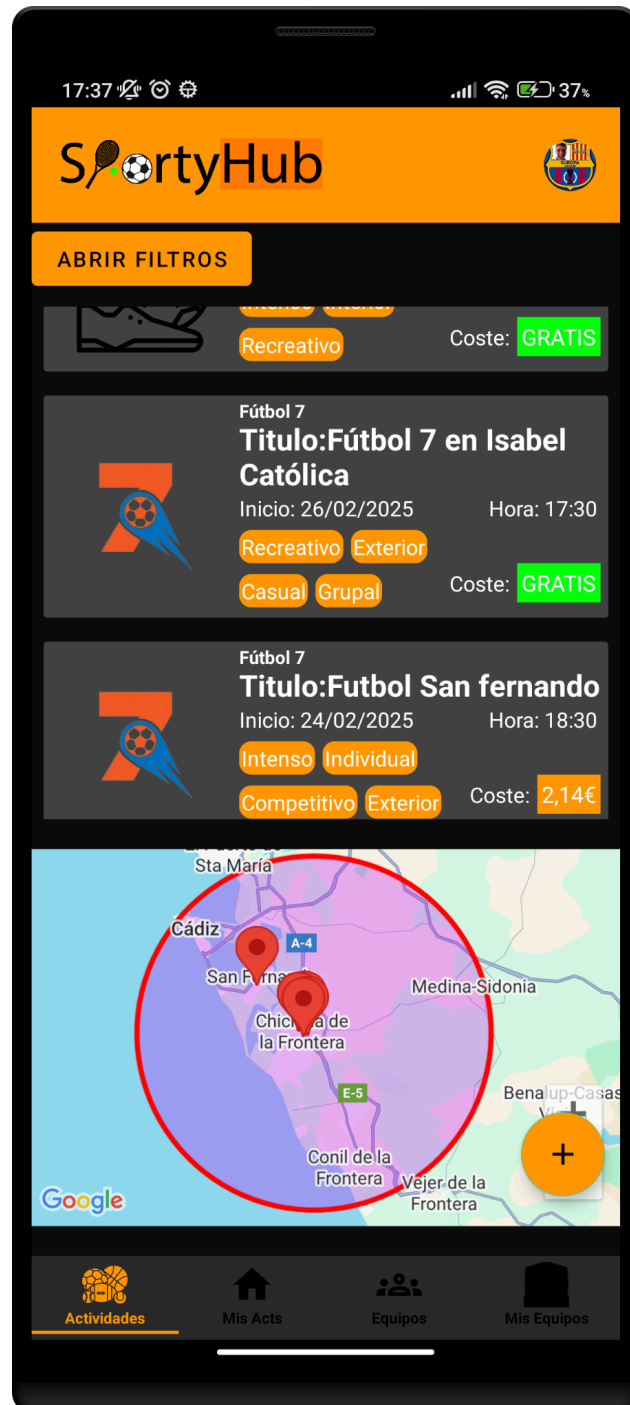 17:37 37%
SportyHub
ABRIR FILTROS
Intenso Interior
Recreativo Coste: GRATIS
Fútbol 7
Titulo:Fútbol 7 en Isabel
Católica
Inicio: 26/02/2025 Hora: 17:30
Recreativo Exterior
Casual Grupal Coste: GRATIS
Fútbol 7
Titulo:Futbol San fernando
Inicio: 24/02/2025 Hora: 18:30
Intenso Individual
Competitivo Exterior Coste: 2,14€
Sta María
Cádiz
A-4
San Fernando
Medina-Sidonia
de
la Frontera
E-5
Benalup-Casas
Conil de la
Frontera
Vejer de la
Frontera
+
Google
Actividades Mis Acts Equipos Mis Equipos